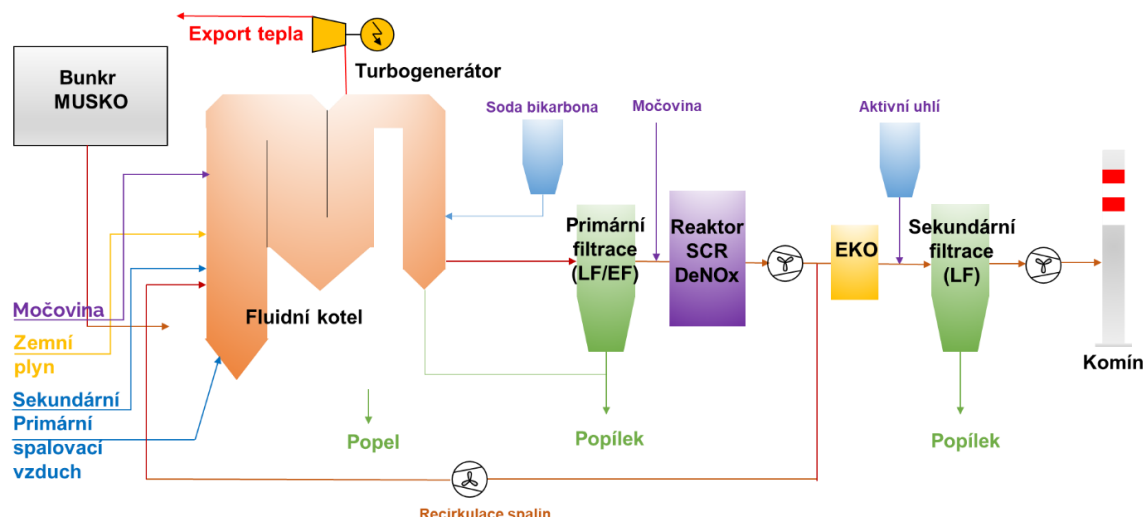 Export tepla
Bunkr
MUSKO
Turbogenerátor
Soda bikarbona
Močovina
Aktivní uhlí
Primární
filtrace
(LF/EF)
Reaktor
SCR
DeNOx
EKO
Sekundární
filtrace
(LF)
Fluidní kotel
Močovina
Zemní
plyn
Sekundární
Primární
spalovací
vzduch
Komín
Popel
Popílek
Popílek
Recirkulace spalin